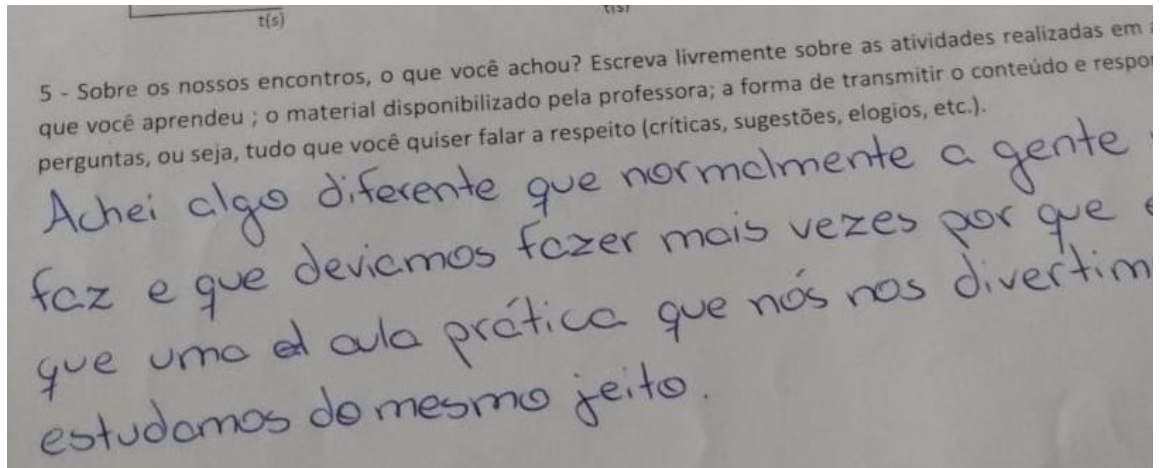 t(s)
t(s)
5 - Sobre os nossos encontros, o que você achou? Escreva livremente sobre as atividades realizadas em
que você aprendeu ; o material disponibilizado pela professora; a forma de transmitir o conteúdo e respo
perguntas, ou seja, tudo que você quiser falar a respeito (críticas, sugestões, elogios, etc.).
Achei algo diferente que normalmente a gente
faz e que deviamos fazer mais vezes por que
que uma aula prática que nós nos divertim
estudamos do mesmo jeito.